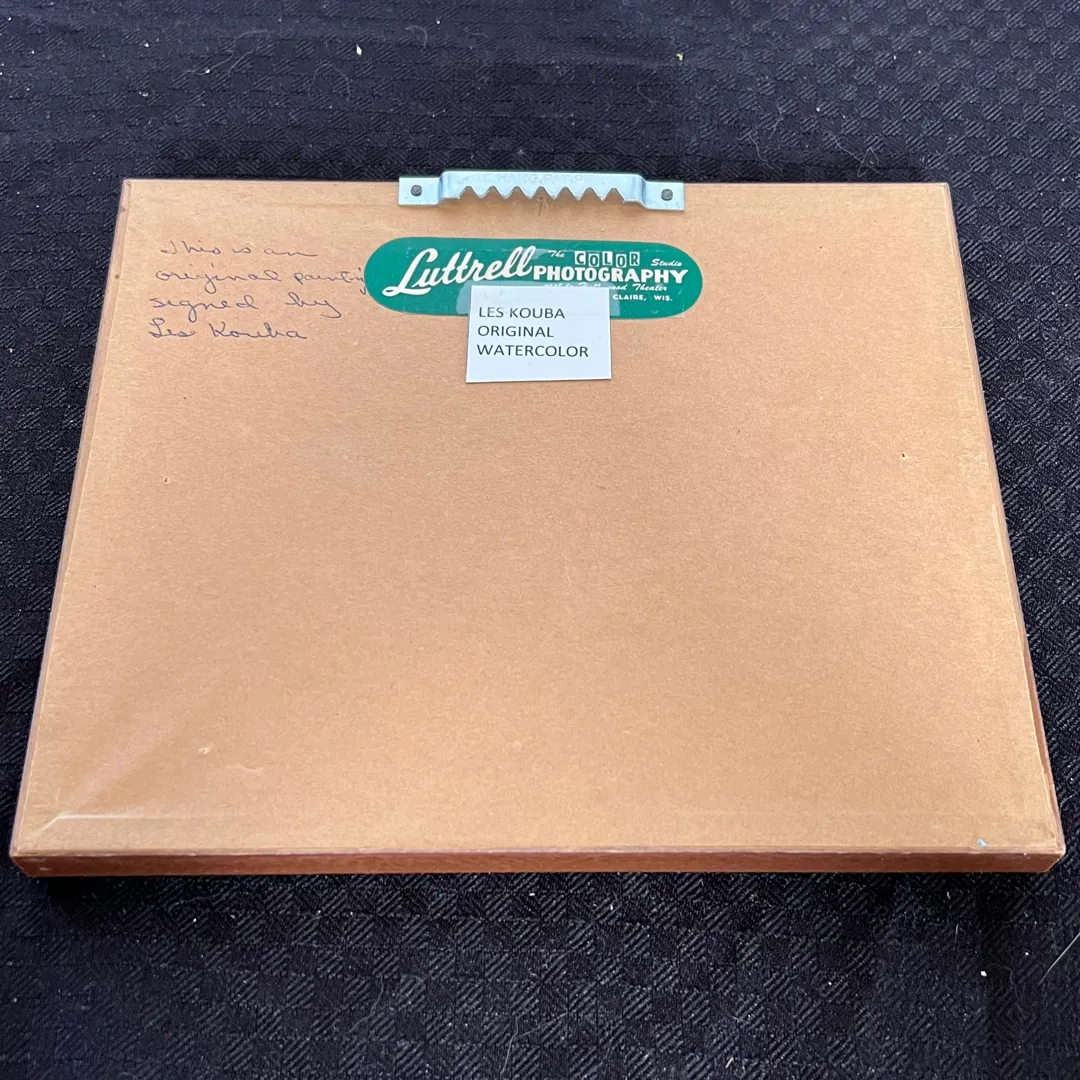 This is an
original painting
signed by
Les Kouba
Luttrell The COLOR Studio
PHOTOGRAPHY
Theater
CLAIRE, WIS.
LES KOUBA
ORIGINAL
WATERCOLOR